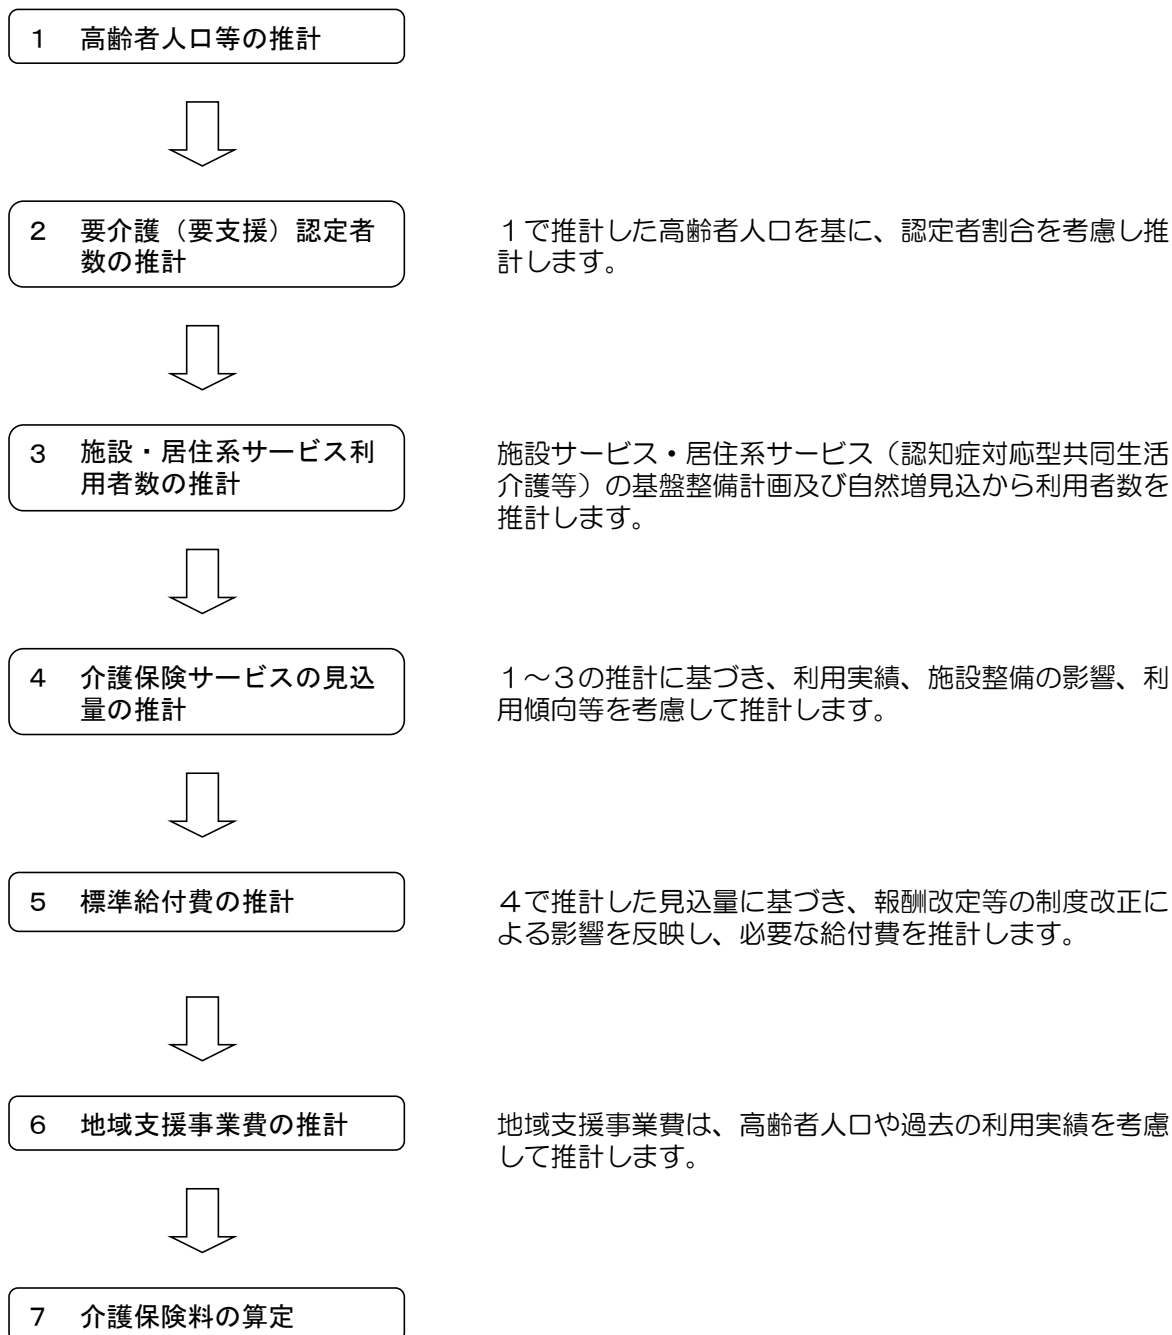 １　高齢者人口等の推計
２　要介護（要支援）認定者
数の推計
１で推計した高齢者人口を基に、認定者割合を考慮し推
計します。
３　施設・居住系サービス利
用者数の推計
施設サービス・居住系サービス（認知症対応型共同生活
介護等）の基盤整備計画及び自然増見込から利用者数を
推計します。
４　介護保険サービスの見込
量の推計
１～３の推計に基づき、利用実績、施設整備の影響、利
用傾向等を考慮して推計します。
５　標準給付費の推計
４で推計した見込量に基づき、報酬改定等の制度改正に
よる影響を反映し、必要な給付費を推計します。
６　地域支援事業費の推計
地域支援事業費は、高齢者人口や過去の利用実績を考慮
して推計します。
７　介護保険料の算定